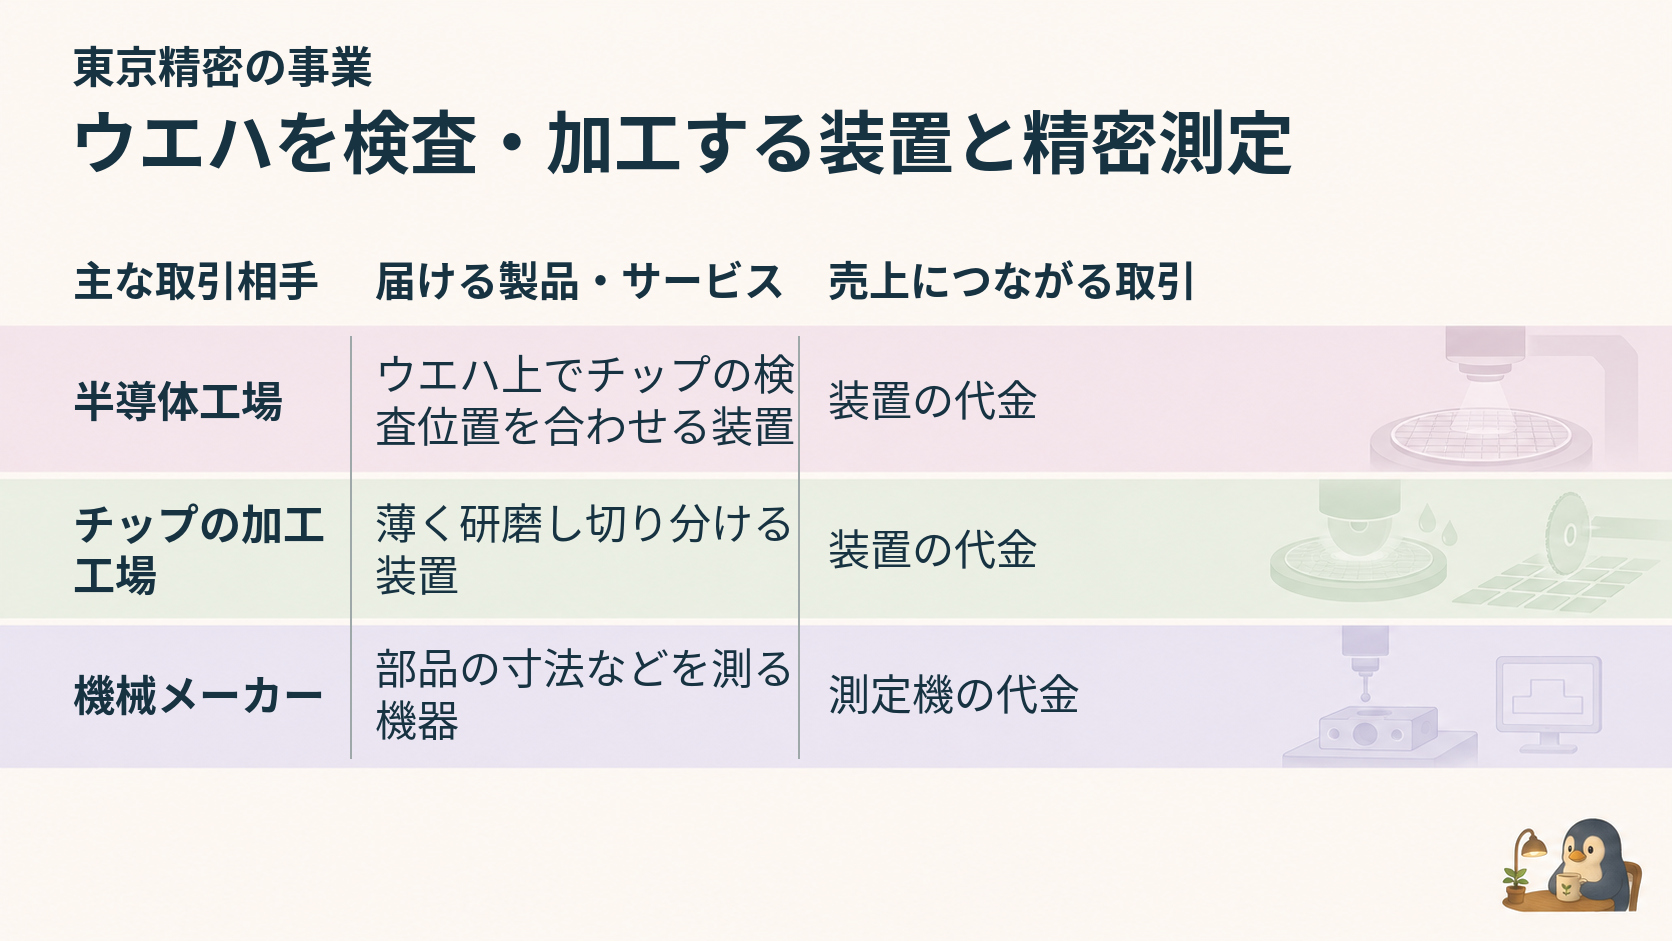 東京精密の事業
ウエハを検査・加工する装置と精密測定
主な取引相手
届ける製品・サービス
売上につながる取引
半導体工場
ウエハ上でチップの検
査位置を合わせる装置
装置の代金
チップの加工
工場
薄く研磨し切り分ける
装置
装置の代金
機械メーカー
部品の寸法などを測る
機器
測定機の代金